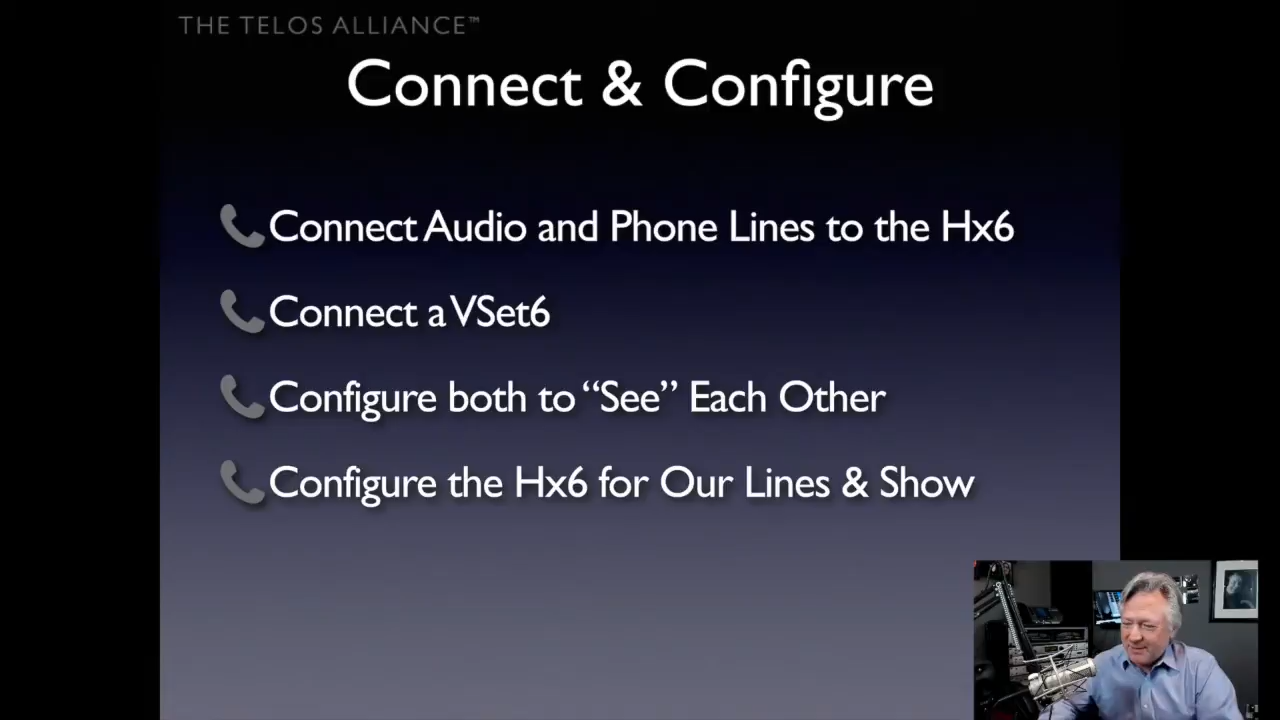 THE TELOS ALLIANCE™
Connect & Configure
Connect Audio and Phone Lines to the Hx6
Connect a VSet6
Configure both to “See” Each Other
Configure the Hx6 for Our Lines & Show